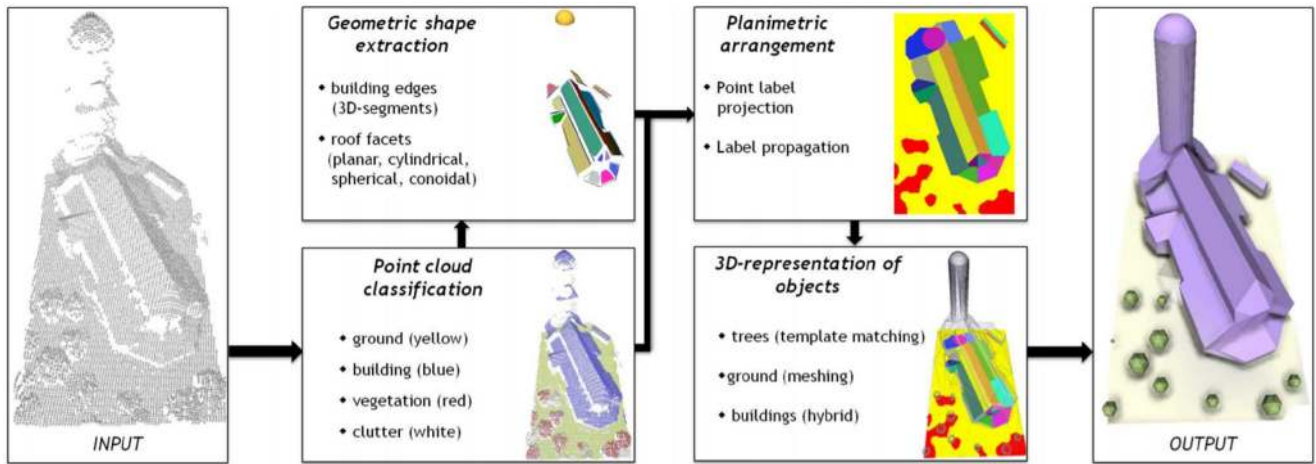 INPUT
Geometric shape
extraction
• building edges
(3D-segments)
• roof facets
(planar, cylindrical,
spherical, conoidal)
Point cloud
classification
• ground (yellow)
• building (blue)
• vegetation (red)
• clutter (white)
Planimetric
arrangement
• Point label
projection
• Label propagation
3D-representation of
objects
• trees (template matching)
•ground (meshing)
• buildings (hybrid)
OUTPUT